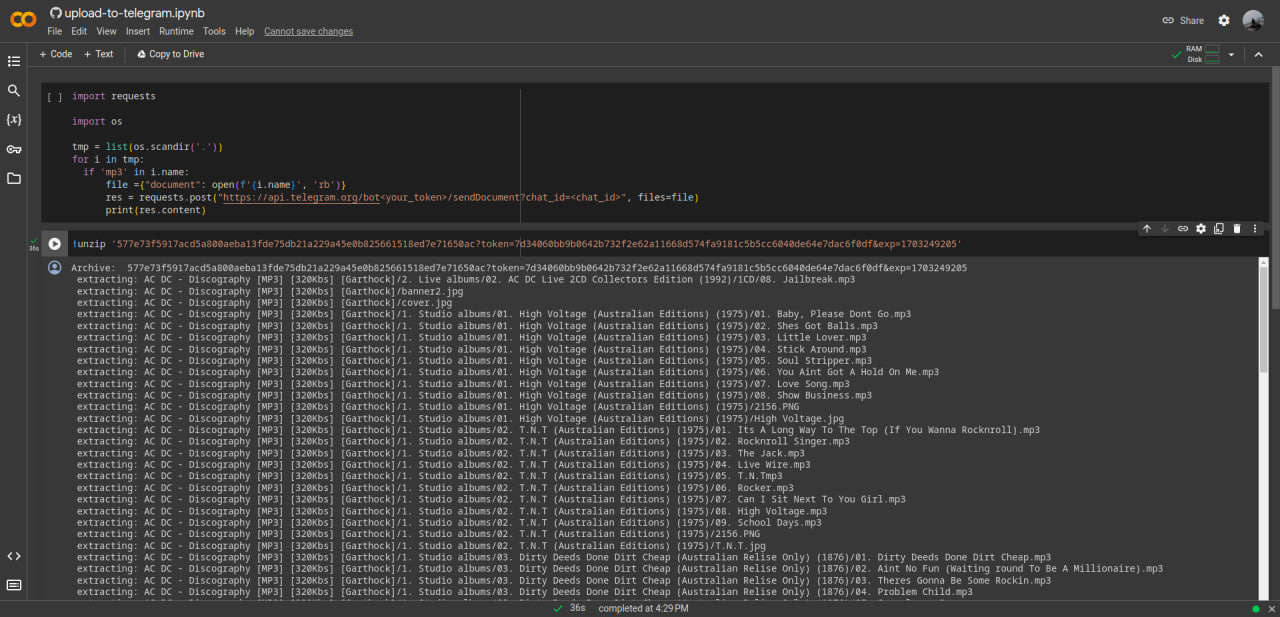 upload-to-telegram.ipynb
File Edit View Insert Runtime Tools Help Cannot save changes
Share
+ Code + Text Copy to Drive
RAM
Disk
[ ] import requests
import os
tmp = list(os.scandir('.'))
for i in tmp:
if 'mp3' in i.name:
file ={"document": open(f'{i.name}', 'rb')}
res = requests.post("https://api.telegram.org/bot<your_token>/sendDocument?chat_id=<chat_id>", files=file)
print(res.content)
36s
!unzip '577e73f5917acd5a800aeba13fde75db21a229a45e0b825661518ed7e71650ac?token=7d34060bb9b0642b732f2e62a11668d574fa9181c5b5cc6040de64e7dac6f0df&exp=1703249205'
Archive: 577e73f5917acd5a800aeba13fde75db21a229a45e0b825661518ed7e71650ac?token=7d34060bb9b0642b732f2e62a11668d574fa9181c5b5cc6040de64e7dac6f0df&exp=1703249205
extracting: AC DC - Discography [MP3] [320Kbs] [Garthock]/2. Live albums/02. AC DC Live 2CD Collectors Edition (1992)/1CD/08. Jailbreak.mp3
extracting: AC DC - Discography [MP3] [320Kbs] [Garthock]/banner2.jpg
extracting: AC DC - Discography [MP3] [320Kbs] [Garthock]/cover.jpg
extracting: AC DC - Discography [MP3] [320Kbs] [Garthock]/1. Studio albums/01. High Voltage (Australian Editions) (1975)/01. Baby, Please Dont Go.mp3
extracting: AC DC - Discography [MP3] [320Kbs] [Garthock]/1. Studio albums/01. High Voltage (Australian Editions) (1975)/02. Shes Got Balls.mp3
extracting: AC DC - Discography [MP3] [320Kbs] [Garthock]/1. Studio albums/01. High Voltage (Australian Editions) (1975)/03. Little Lover.mp3
extracting: AC DC - Discography [MP3] [320Kbs] [Garthock]/1. Studio albums/01. High Voltage (Australian Editions) (1975)/04. Stick Around.mp3
extracting: AC DC - Discography [MP3] [320Kbs] [Garthock]/1. Studio albums/01. High Voltage (Australian Editions) (1975)/05. Soul Stripper.mp3
extracting: AC DC - Discography [MP3] [320Kbs] [Garthock]/1. Studio albums/01. High Voltage (Australian Editions) (1975)/06. You Aint Got A Hold On Me.mp3
extracting: AC DC - Discography [MP3] [320Kbs] [Garthock]/1. Studio albums/01. High Voltage (Australian Editions) (1975)/07. Love Song.mp3
extracting: AC DC - Discography [MP3] [320Kbs] [Garthock]/1. Studio albums/01. High Voltage (Australian Editions) (1975)/08. Show Business.mp3
extracting: AC DC - Discography [MP3] [320Kbs] [Garthock]/1. Studio albums/01. High Voltage (Australian Editions) (1975)/2156.PNG
extracting: AC DC - Discography [MP3] [320Kbs] [Garthock]/1. Studio albums/01. High Voltage (Australian Editions) (1975)/High Voltage.jpg
extracting: AC DC - Discography [MP3] [320Kbs] [Garthock]/1. Studio albums/02. T.N.T (Australian Editions) (1975)/01. Its A Long Way To The Top (If You Wanna Rocknroll).mp3
extracting: AC DC - Discography [MP3] [320Kbs] [Garthock]/1. Studio albums/02. T.N.T (Australian Editions) (1975)/02. Rocknroll Singer.mp3
extracting: AC DC - Discography [MP3] [320Kbs] [Garthock]/1. Studio albums/02. T.N.T (Australian Editions) (1975)/03. The Jack.mp3
extracting: AC DC - Discography [MP3] [320Kbs] [Garthock]/1. Studio albums/02. T.N.T (Australian Editions) (1975)/04. Live Wire.mp3
extracting: AC DC - Discography [MP3] [320Kbs] [Garthock]/1. Studio albums/02. T.N.T (Australian Editions) (1975)/05. T.N.Tmp3
extracting: AC DC - Discography [MP3] [320Kbs] [Garthock]/1. Studio albums/02. T.N.T (Australian Editions) (1975)/06. Rocker.mp3
extracting: AC DC - Discography [MP3] [320Kbs] [Garthock]/1. Studio albums/02. T.N.T (Australian Editions) (1975)/07. Can I Sit Next To You Girl.mp3
extracting: AC DC - Discography [MP3] [320Kbs] [Garthock]/1. Studio albums/02. T.N.T (Australian Editions) (1975)/08. High Voltage.mp3
extracting: AC DC - Discography [MP3] [320Kbs] [Garthock]/1. Studio albums/02. T.N.T (Australian Editions) (1975)/09. School Days.mp3
extracting: AC DC - Discography [MP3] [320Kbs] [Garthock]/1. Studio albums/02. T.N.T (Australian Editions) (1975)/2156.PNG
extracting: AC DC - Discography [MP3] [320Kbs] [Garthock]/1. Studio albums/02. T.N.T (Australian Editions) (1975)/T.N.T.jpg
extracting: AC DC - Discography [MP3] [320Kbs] [Garthock]/1. Studio albums/03. Dirty Deeds Done Dirt Cheap (Australian Relise Only) (1876)/01. Dirty Deeds Done Dirt Cheap.mp3
extracting: AC DC - Discography [MP3] [320Kbs] [Garthock]/1. Studio albums/03. Dirty Deeds Done Dirt Cheap (Australian Relise Only) (1876)/02. Aint No Fun (Waiting round To Be A Millionaire).mp3
extracting: AC DC - Discography [MP3] [320Kbs] [Garthock]/1. Studio albums/03. Dirty Deeds Done Dirt Cheap (Australian Relise Only) (1876)/03. Theres Gonna Be Some Rockin.mp3
extracting: AC DC - Discography [MP3] [320Kbs] [Garthock]/1. Studio albums/03. Dirty Deeds Done Dirt Cheap (Australian Relise Only) (1876)/04. Problem Child.mp3
36s completed at 4:29 PM